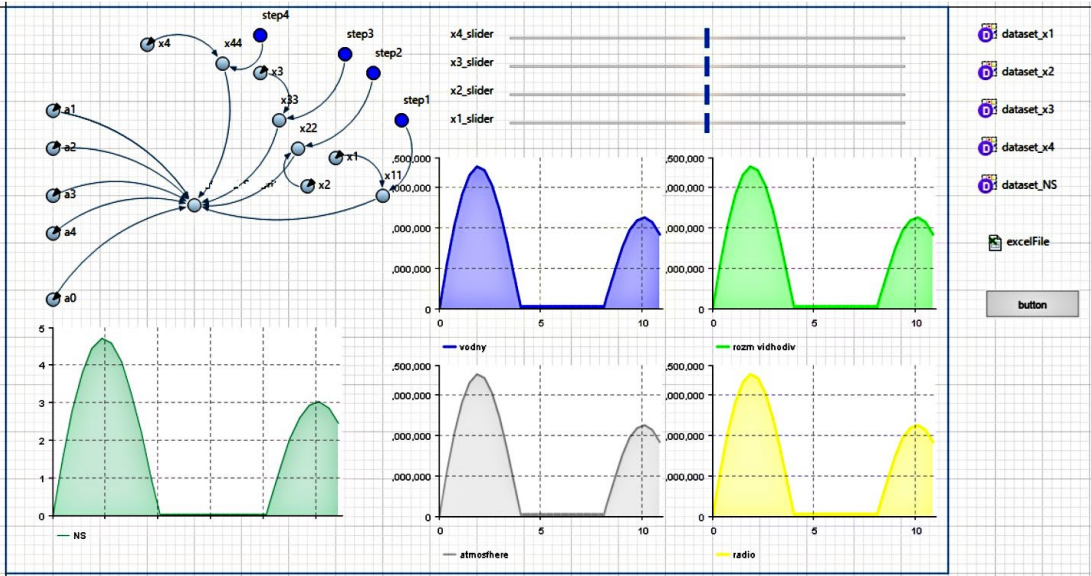 step4
x4
x44
step3
step2
x3
x33
step1
x22
a1
a2
x1
x11
x2
a3
a4
a0
x4_slider
x3_slider
x2_slider
x1_slider
dataset_x1
dataset_x2
dataset_x3
dataset_x4
dataset_NS
excelFile
button
,500,000
,000,000
,000,000
,000,000
0
0 5 10
vodny
,500,000
,000,000
,000,000
,000,000
0
0 5 10
rozm vidhodiv
5
4
3
2
1
0
NS
,500,000
,000,000
,000,000
,000,000
0
0 5 10
atmosfhere
,500,000
,000,000
,000,000
,000,000
0
0 5 10
radio